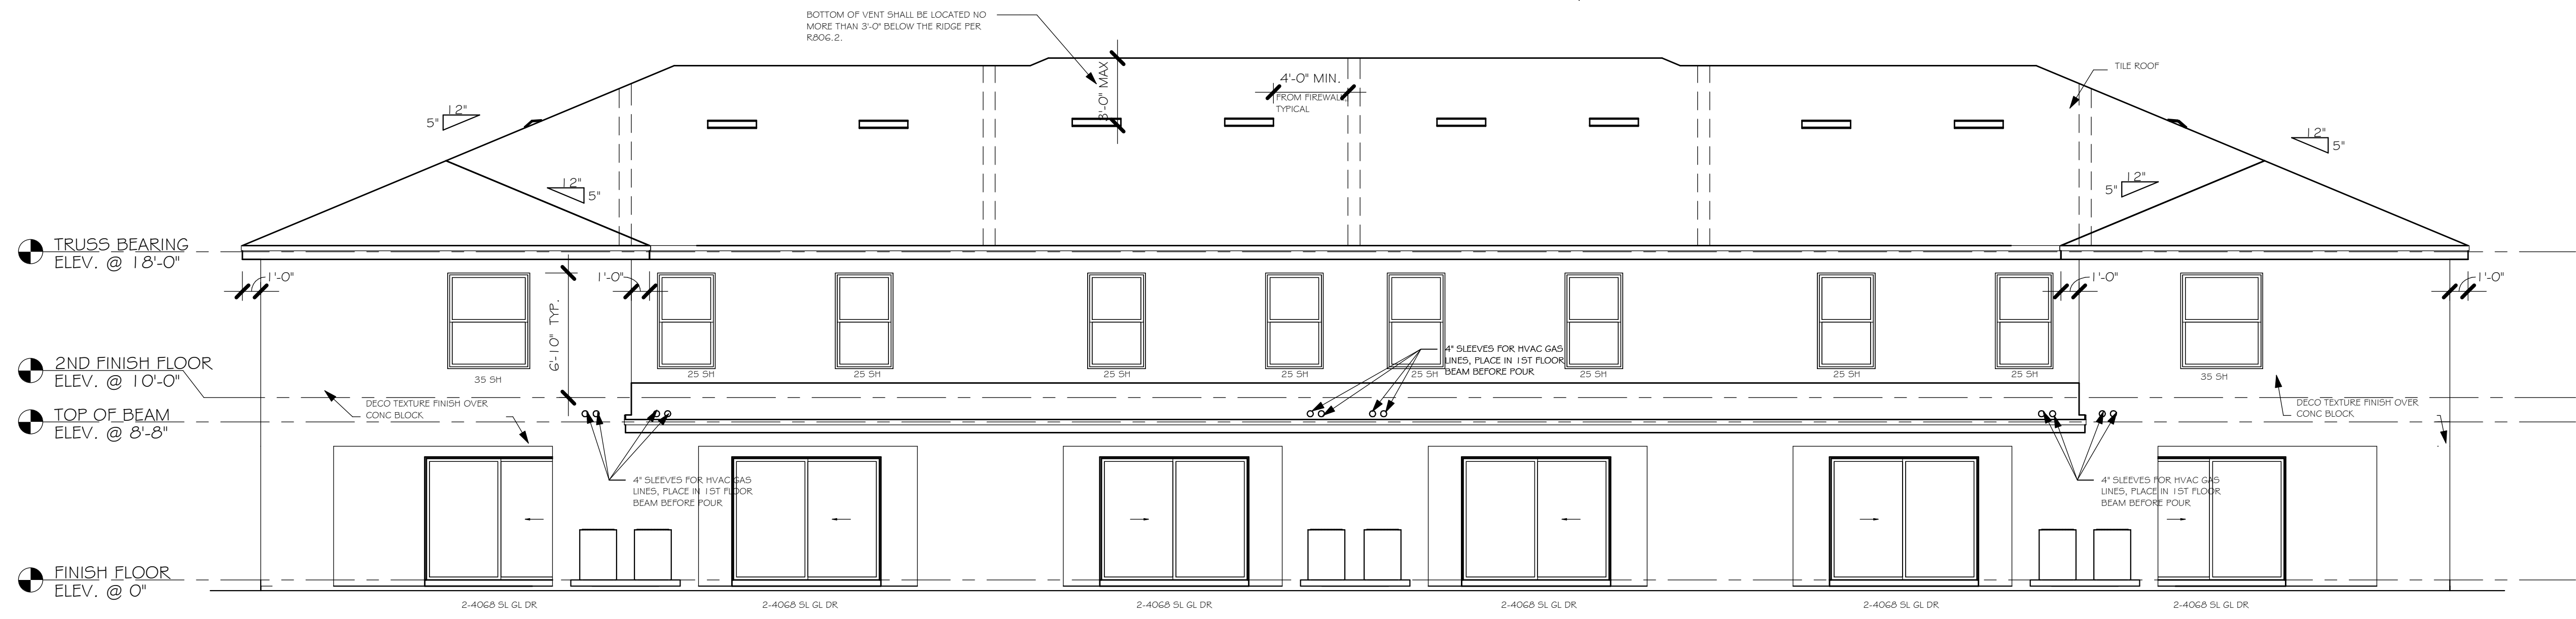 BOTTOM OF VENT SHALL BE LOCATED NO
MORE THAN 3'-0" BELOW THE RIDGE PER
R806.2.
3'-0" MAX
4'-0" MIN.
FROM FIREWALL
TYPICAL
TILE ROOF
12"
5"
12"
5"
12"
5"
12"
5"
TRUSS BEARING
ELEV. @ 18'-0"
1'-0"
1'-0"
1'-0"
1'-0"
6'-10" TYP.
2ND FINISH FLOOR
ELEV. @ 10'-0"
35 SH
25 SH
25 SH
25 SH
25 SH
25 SH
25 SH
25 SH
25 SH
35 SH
4" SLEEVES FOR HVAC GAS
LINES, PLACE IN 1ST FLOOR
BEAM BEFORE POUR
TOP OF BEAM
ELEV. @ 8'-8"
DECO TEXTURE FINISH OVER
CONC BLOCK
DECO TEXTURE FINISH OVER
CONC BLOCK
4" SLEEVES FOR HVAC GAS
LINES, PLACE IN 1ST FLOOR
BEAM BEFORE POUR
4" SLEEVES FOR HVAC GAS
LINES, PLACE IN 1ST FLOOR
BEAM BEFORE POUR
FINISH FLOOR
ELEV. @ 0"
2-4068 SL GL DR
2-4068 SL GL DR
2-4068 SL GL DR
2-4068 SL GL DR
2-4068 SL GL DR
2-4068 SL GL DR